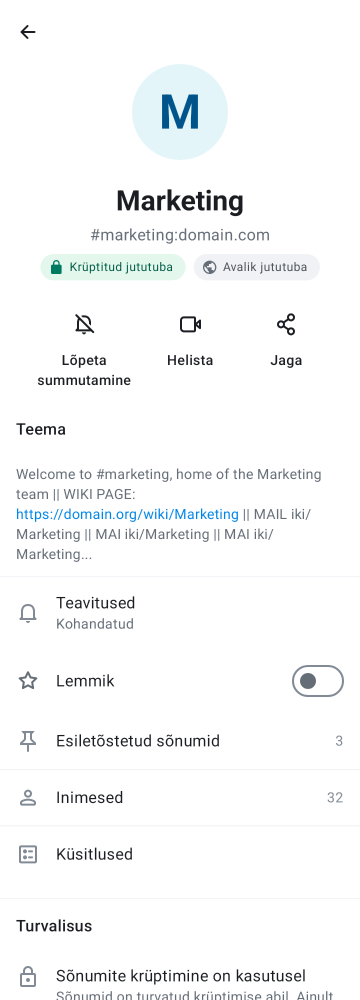 M
Marketing
#marketing:domain.com
Krüptitud jututuba
Avalik jututuba
Lõpeta
summutamine
Helista
Jaga
Teema
Welcome to #marketing, home of the Marketing
team || WIKI PAGE:
https://domain.org/wiki/Marketing || MAIL iki/
Marketing || MAI iki/Marketing || MAI iki/
Marketing...
Teavitused
Kohandatud
Lemmik
Esiletõstetud sõnumid 3
Inimesed 32
Küsitlused
Turvalisus
Sõnumite krüptimine on kasutusel
Sõnumid on turvatud krüptimise abil. Ainult